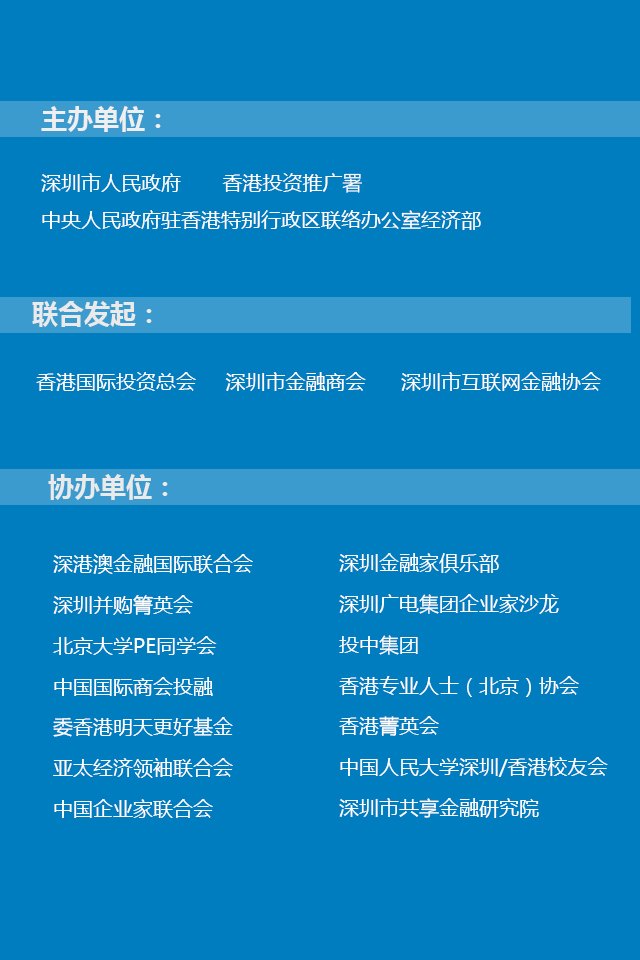 主办单位：
深圳市人民政府 香港投资推广署
中央人民政府驻香港特别行政区联络办公室经济部
联合发起：
香港国际投资总会 深圳市金融商会 深圳市互联网金融协会
协办单位：
深港澳金融国际联合会 深圳金融家俱乐部
深圳并购菁英会 深圳广电集团企业家沙龙
北京大学PE同学会 投中集团
中国国际商会投融 香港专业人士（北京）协会
委香港明天更好基金 香港菁英会
亚太经济领袖联合会 中国人民大学深圳/香港校友会
中国企业家联合会 深圳市共享金融研究院